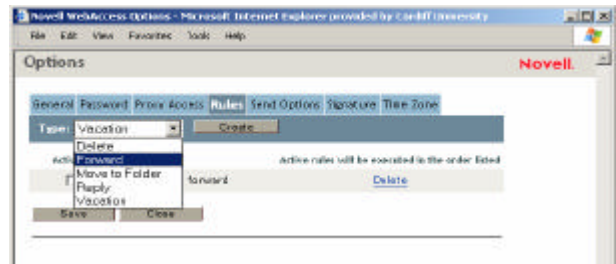 Novell WebAccess Options - Microsoft Internet Explorer provided by Cardiff University
File Edit View Favorites Tools Help
Options
Novell.
General Password Proxy Access Rules Send Options Signature Time Zone
Type: Vacation Create
Delete
Forward
Move to Folder
Reply
Vacation
Active rules will be executed in the order listed
forward Delete
Save Close